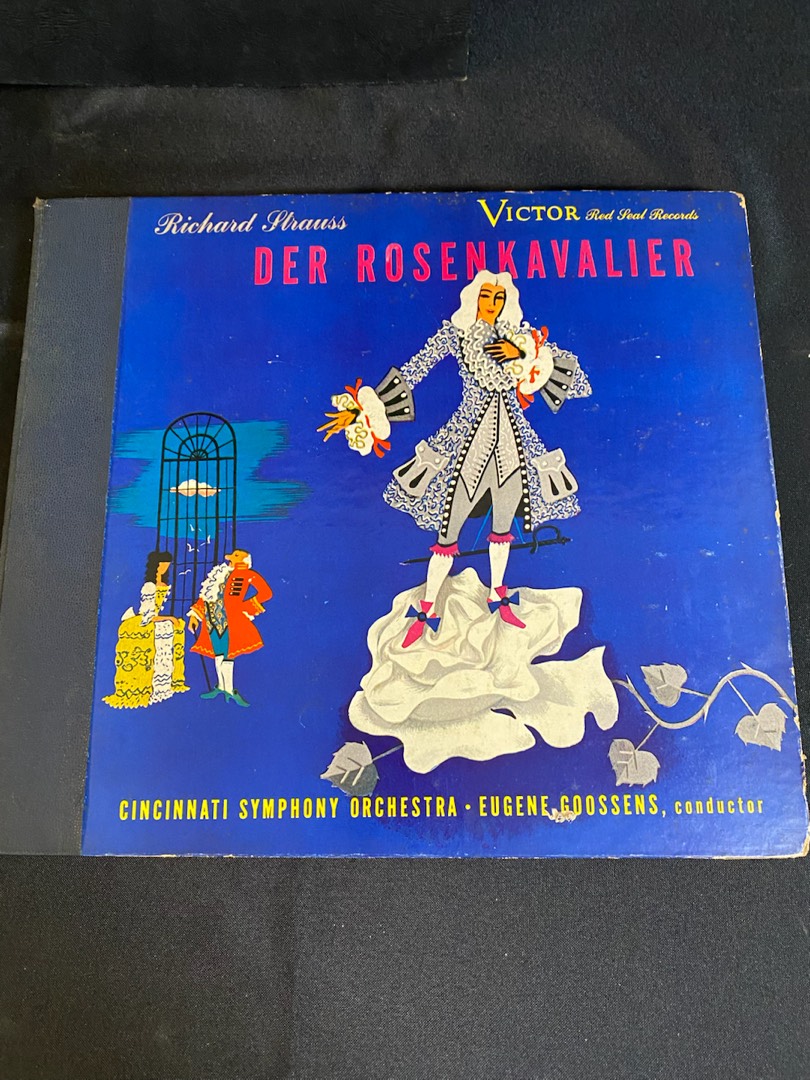 Richard Strauss
VICTOR Red Seal Records
DER ROSENKAVALIER
CINCINNATI SYMPHONY ORCHESTRA • EUGENE GOOSSENS, conductor